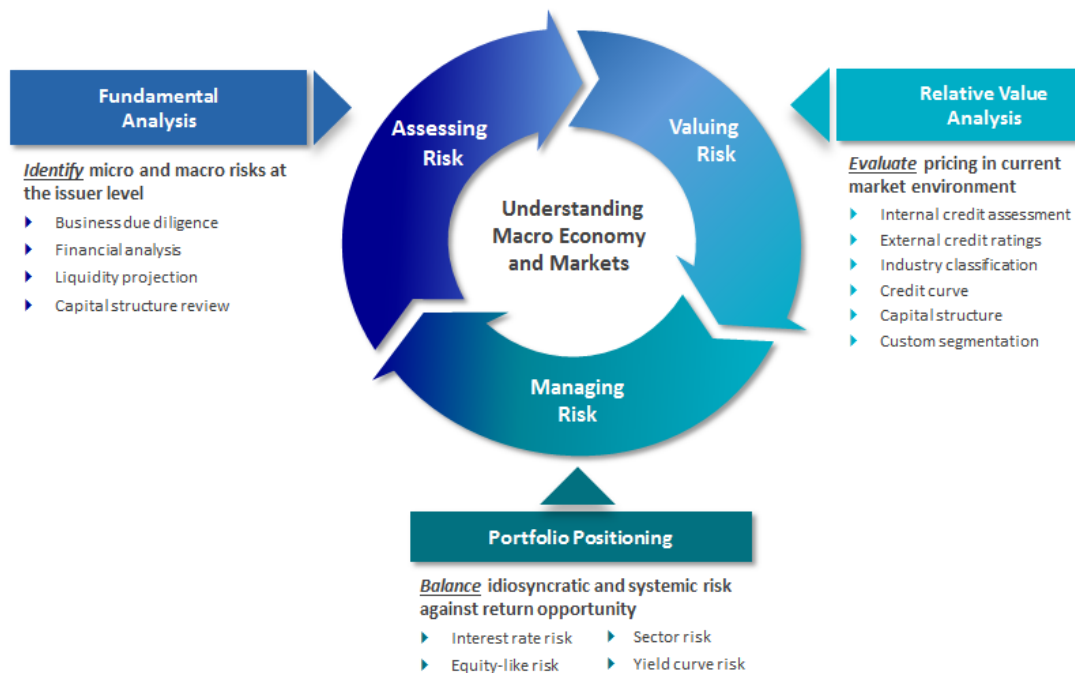 Fundamental
Analysis
Identify micro and macro risks at
the issuer level
Business due diligence
Financial analysis
Liquidity projection
Capital structure review
Assessing
Risk
Valuing
Risk
Understanding
Macro Economy
and Markets
Managing
Risk
Relative Value
Analysis
Evaluate pricing in current
market environment
Internal credit assessment
External credit ratings
Industry classification
Credit curve
Capital structure
Custom segmentation
Portfolio Positioning
Balance idiosyncratic and systemic risk
against return opportunity
Interest rate risk
Equity-like risk
Sector risk
Yield curve risk